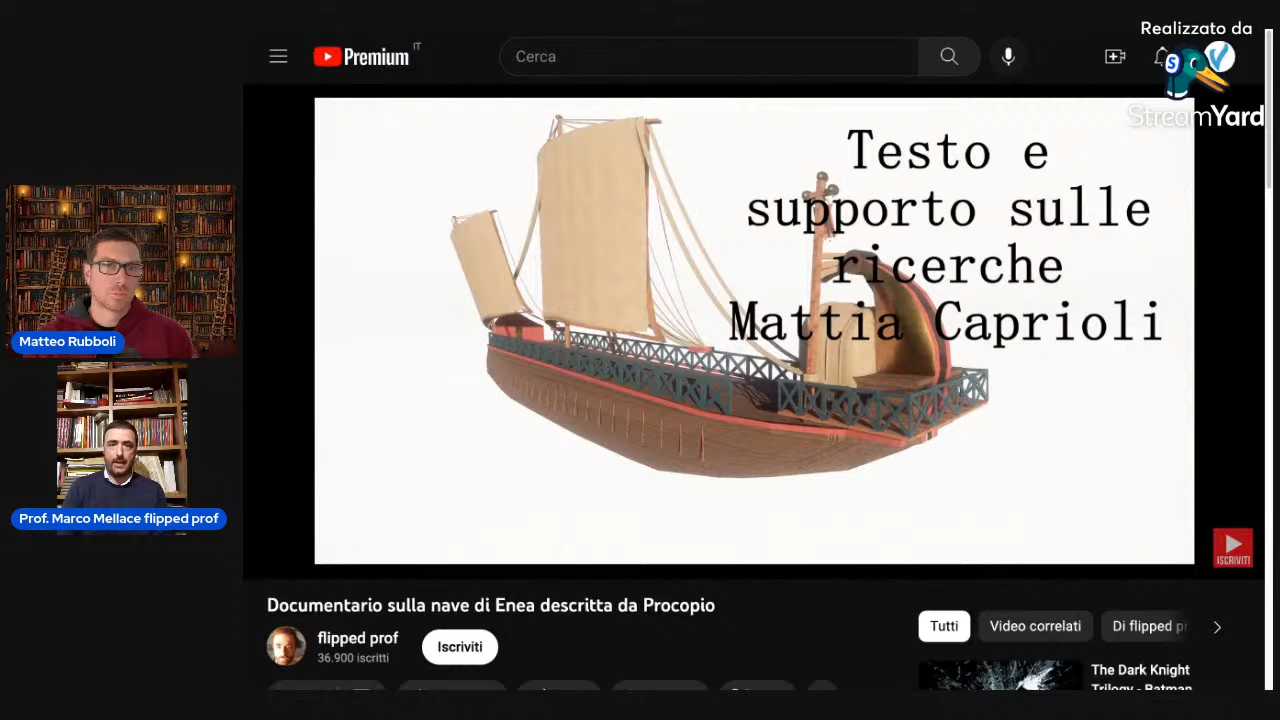 Realizzato da
StreamYard
Premium
IT
Cerca
Testo e
supporto sulle
ricerche
Mattia Caprioli
Matteo Rubboli
Prof. Marco Mellace flipped prof
ISCRIVITI
Documentario sulla nave di Enea descritta da Procopio
flipped prof
36.900 iscritti
Iscriviti
Tutti
Video correlati
Di flipped pr
The Dark Knight
Trilogy - Batman